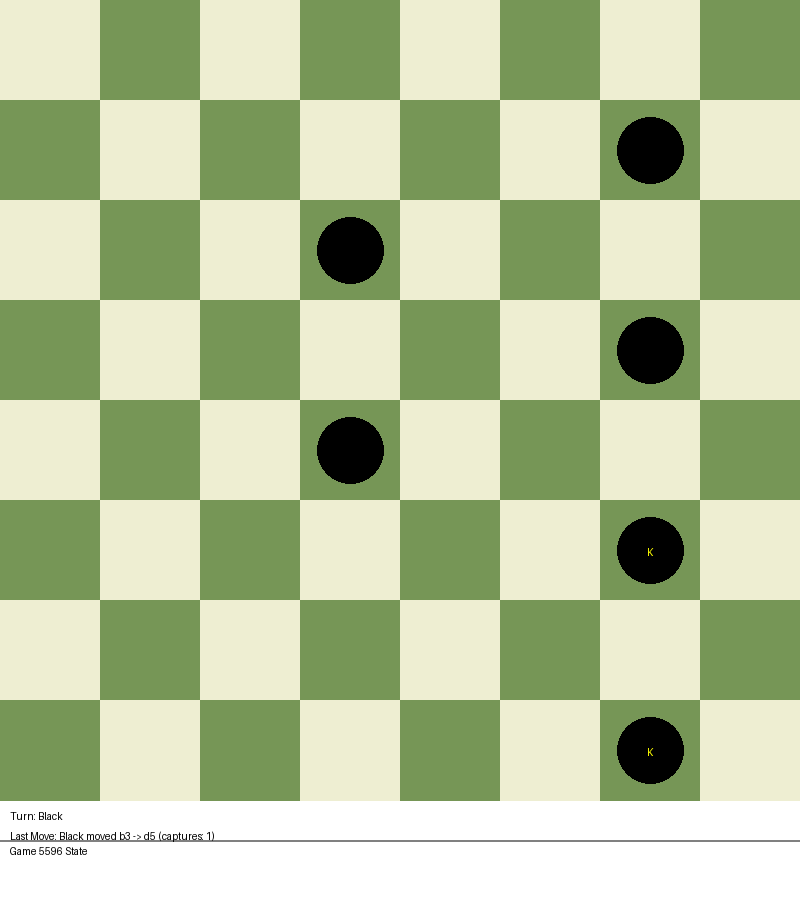 K
K
Turn: Black
Last Move: Black moved b3 -> d5 (captures: 1)
Game 5596 State